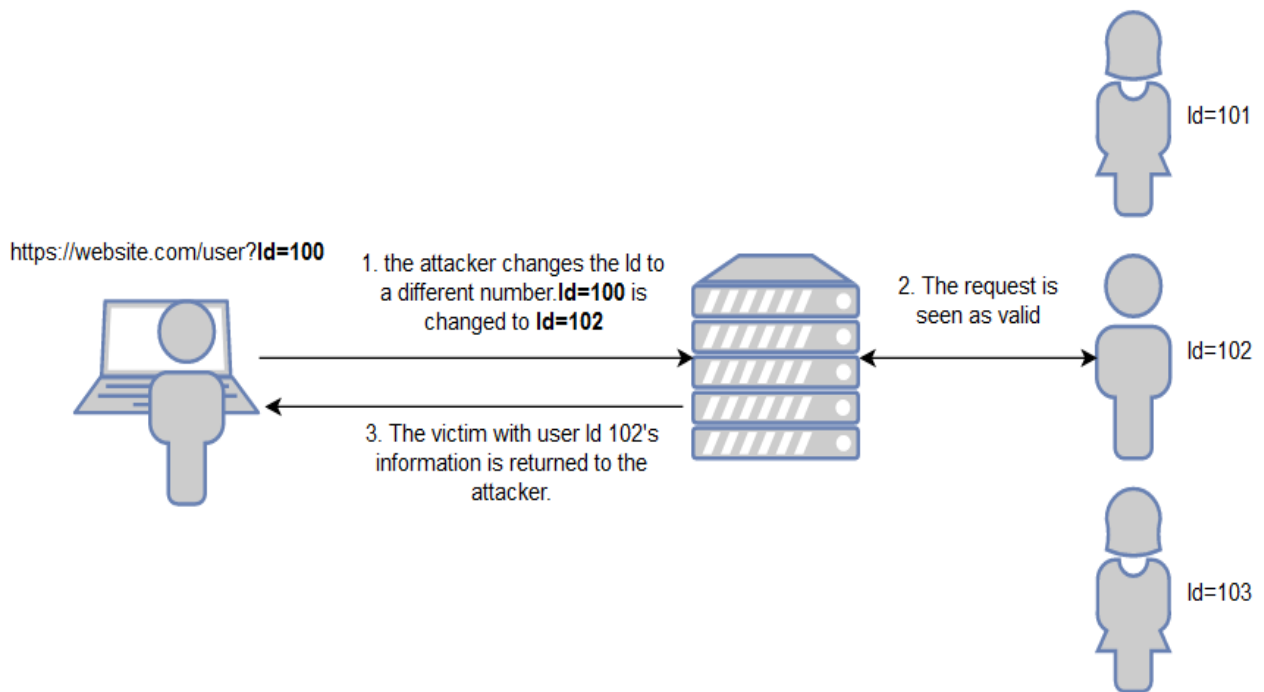 Id=101
https://website.com/user?Id=100
1. the attacker changes the Id to
a different number.Id=100 is
changed to Id=102
2. The request is
seen as valid
Id=102
3. The victim with user Id 102's
information is returned to the
attacker.
Id=103